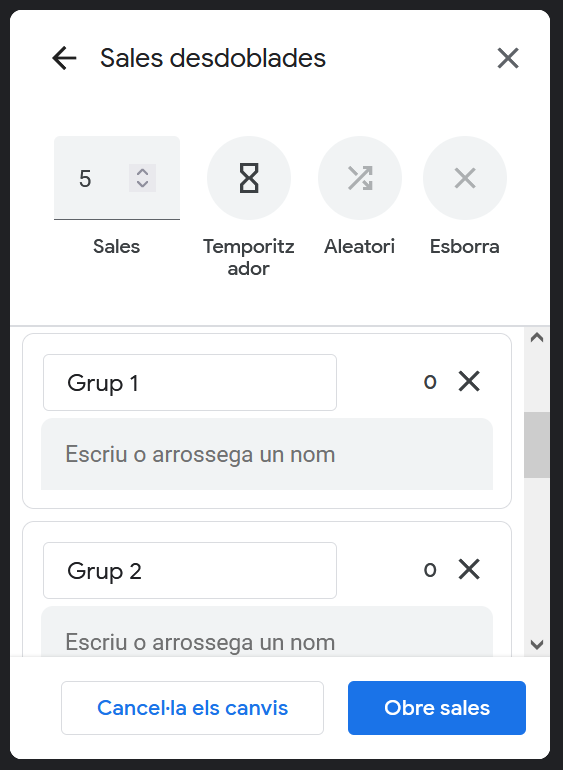 Sales desdoblades
5
Sales
Temporitz
ador
Aleatori
Esborra
Grup 1
0
Escriu o arrossega un nom
Grup 2
0
Escriu o arrossega un nom
Cancel·la els canvis
Obre sales